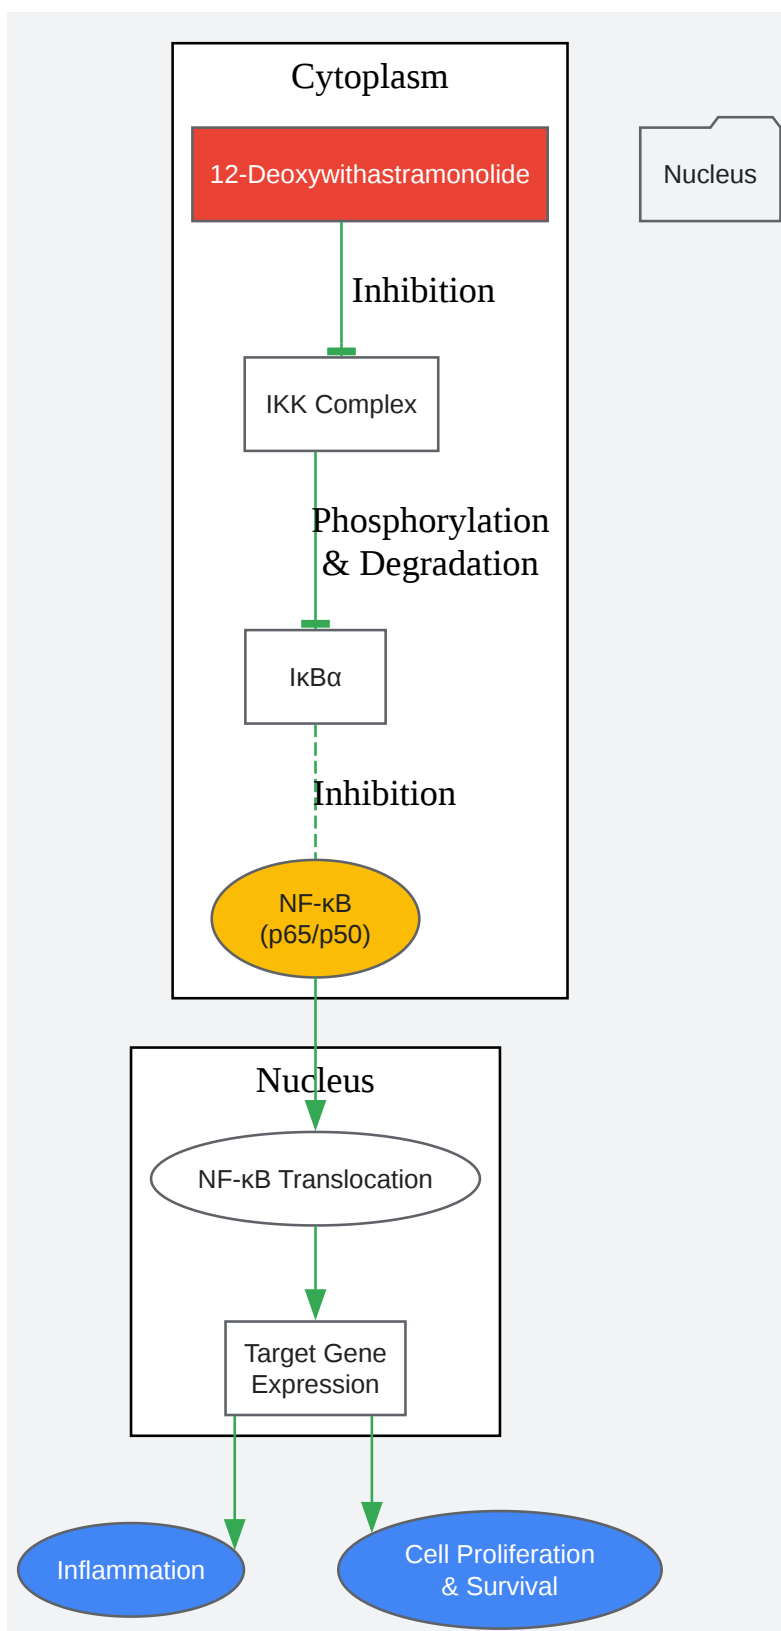 Cytoplasm
12-Deoxywithastramonolide
Nucleus
Inhibition
IKK Complex
Phosphorylation
& Degradation
IκBα
Inhibition
NF-κB
(p65/p50)
Nucleus
NF-κB Translocation
Target Gene
Expression
Inflammation
Cell Proliferation
& Survival